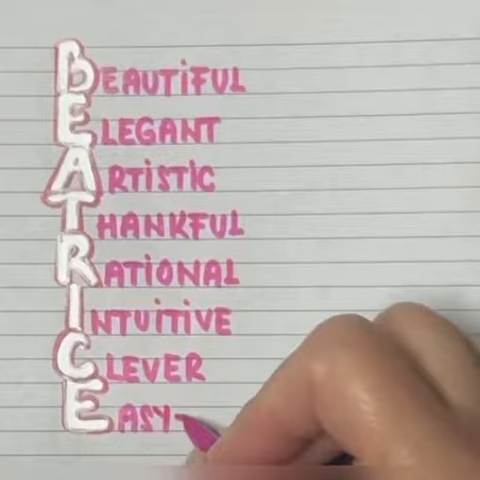 BEAUTiFUL
ELEGANT
ARTiSTiC
THANKFUL
RATiONAL
INTUiTiVE
CLEVER
EASY